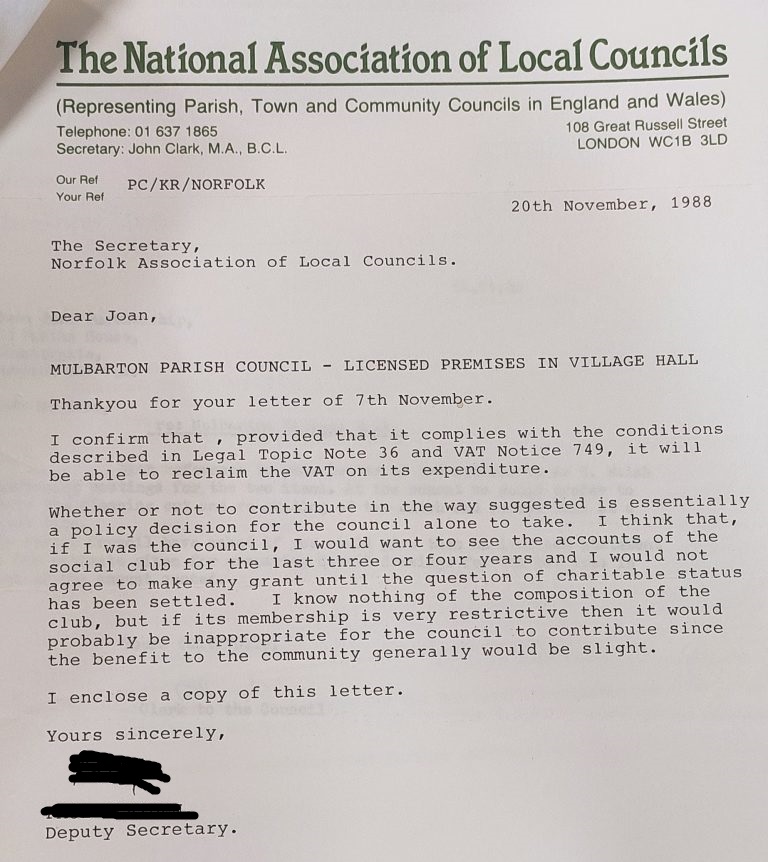 The National Association of Local Councils
(Representing Parish, Town and Community Councils in England and Wales)
Telephone: 01 637 1865
Secretary: John Clark, M.A., B.C.L.
108 Great Russell Street
LONDON WC1B 3LD
Our Ref PC/KR/NORFOLK
Your Ref
20th November, 1988
The Secretary,
Norfolk Association of Local Councils.
Dear Joan,
MULBARTON PARISH COUNCIL - LICENSED PREMISES IN VILLAGE HALL
Thankyou for your letter of 7th November.
I confirm that , provided that it complies with the conditions
described in Legal Topic Note 36 and VAT Notice 749, it will
be able to reclaim the VAT on its expenditure.
Whether or not to contribute in the way suggested is essentially
a policy decision for the council alone to take. I think that,
if I was the council, I would want to see the accounts of the
social club for the last three or four years and I would not
agree to make any grant until the question of charitable status
has been settled. I know nothing of the composition of the
club, but if its membership is very restrictive then it would
probably be inappropriate for the council to contribute since
the benefit to the community generally would be slight.
I enclose a copy of this letter.
Yours sincerely,
Deputy Secretary.